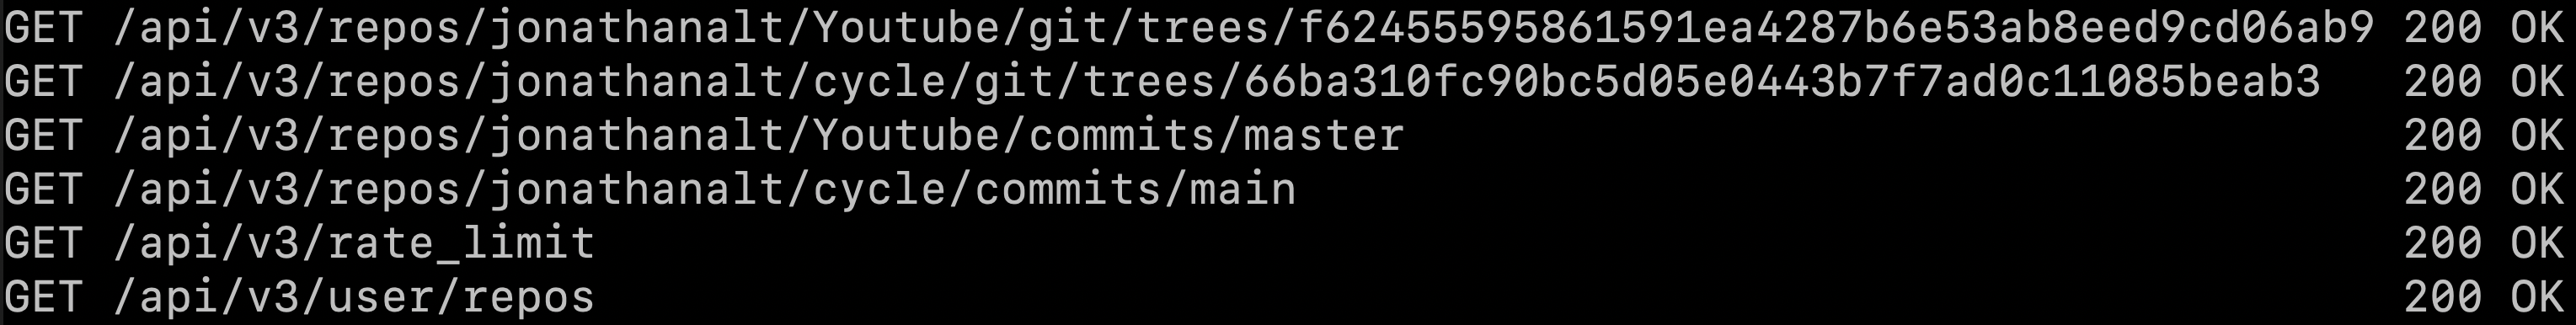 GET /api/v3/repos/jonathanalt/Youtube/git/trees/f62455595861591ea4287b6e53ab8eed9cd06ab9 200 OK
GET /api/v3/repos/jonathanalt/cycle/git/trees/66ba310fc90bc5d05e0443b7f7ad0c11085beab3 200 OK
GET /api/v3/repos/jonathanalt/Youtube/commits/master 200 OK
GET /api/v3/repos/jonathanalt/cycle/commits/main 200 OK
GET /api/v3/rate_limit 200 OK
GET /api/v3/user/repos 200 OK